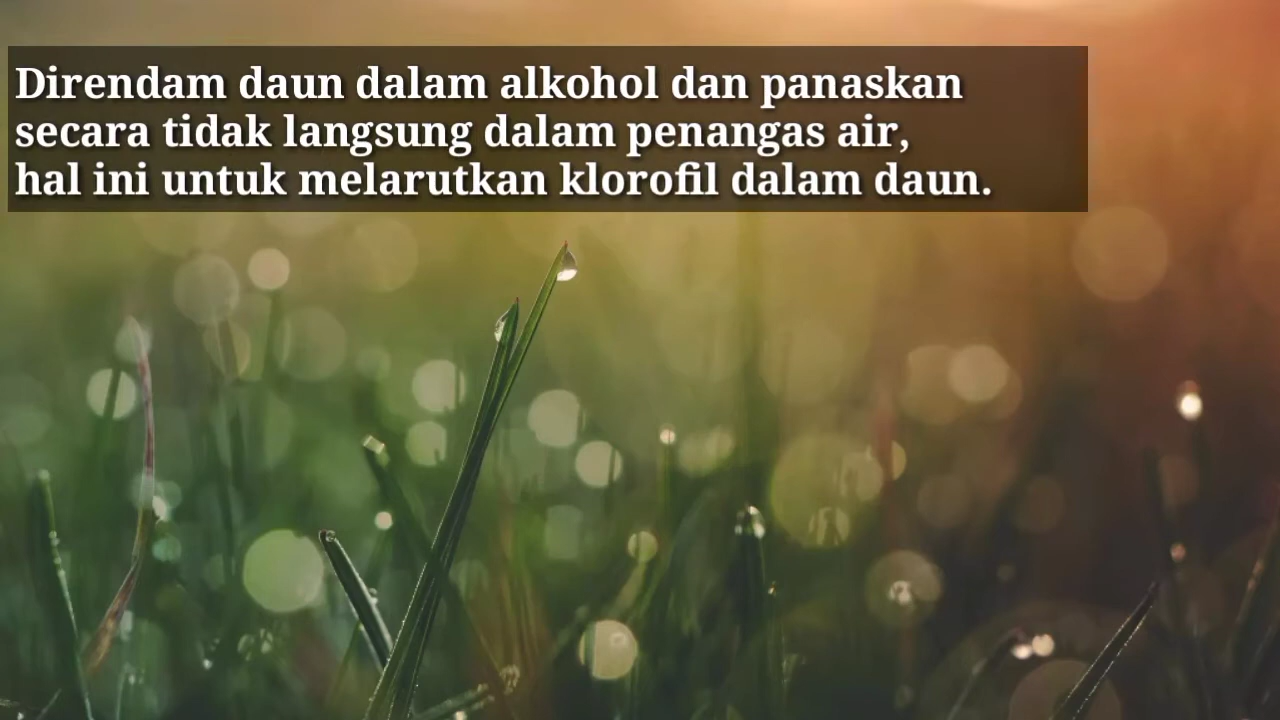 Direndam daun dalam alkohol dan panaskan
secara tidak langsung dalam penangas air,
hal ini untuk melarutkan klorofil dalam daun.